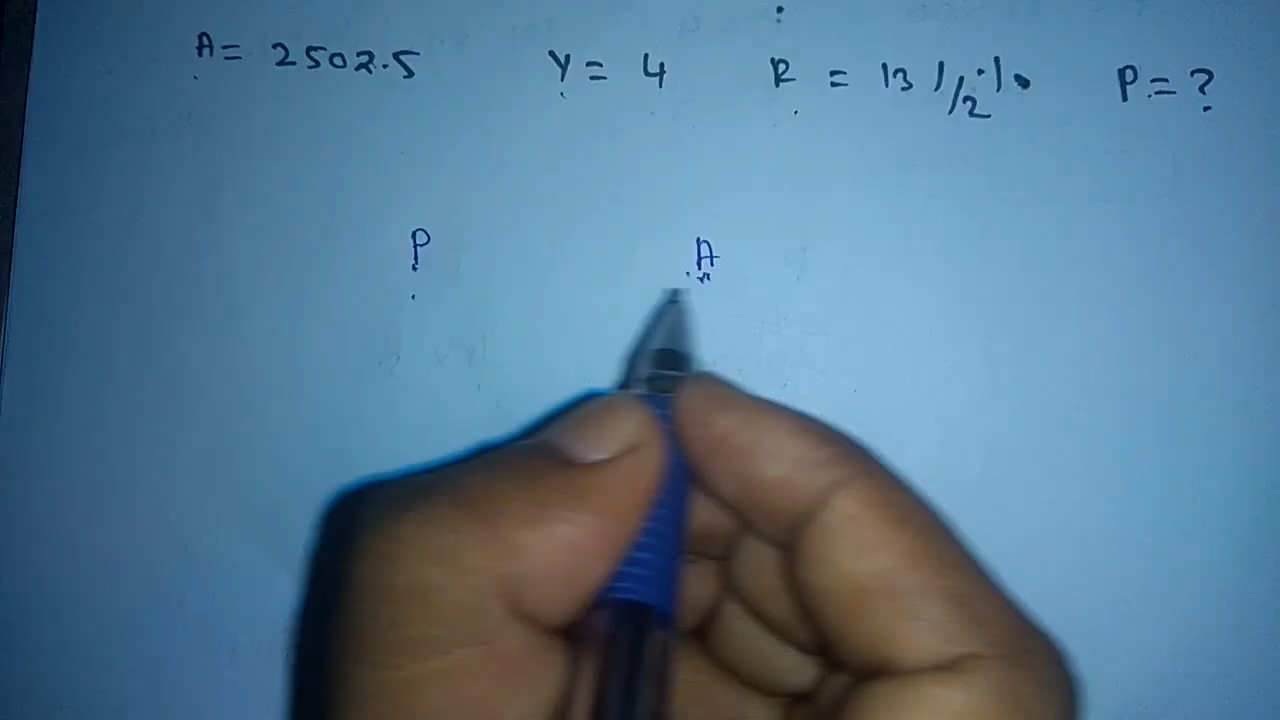 A = 2502.5 Y = 4 R = 13 1/2 % P = ?
P A